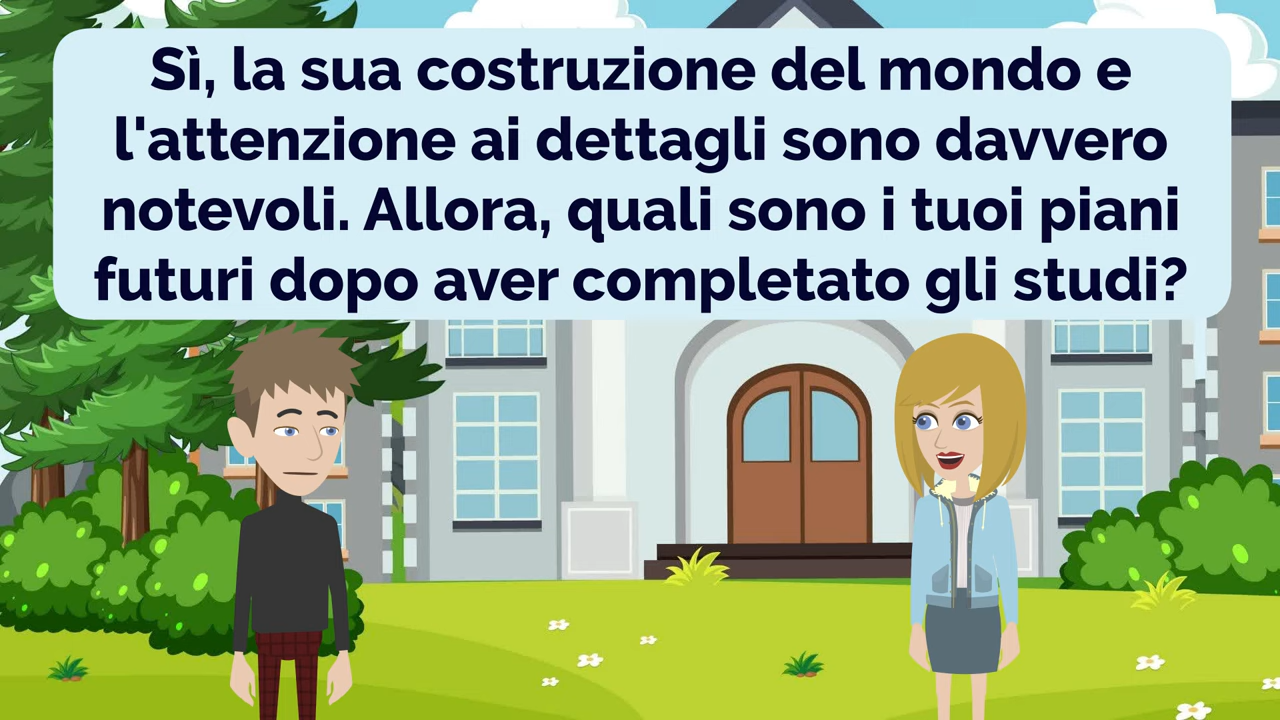 Sì, la sua costruzione del mondo e
l'attenzione ai dettagli sono davvero
notevoli. Allora, quali sono i tuoi piani
futuri dopo aver completato gli studi?